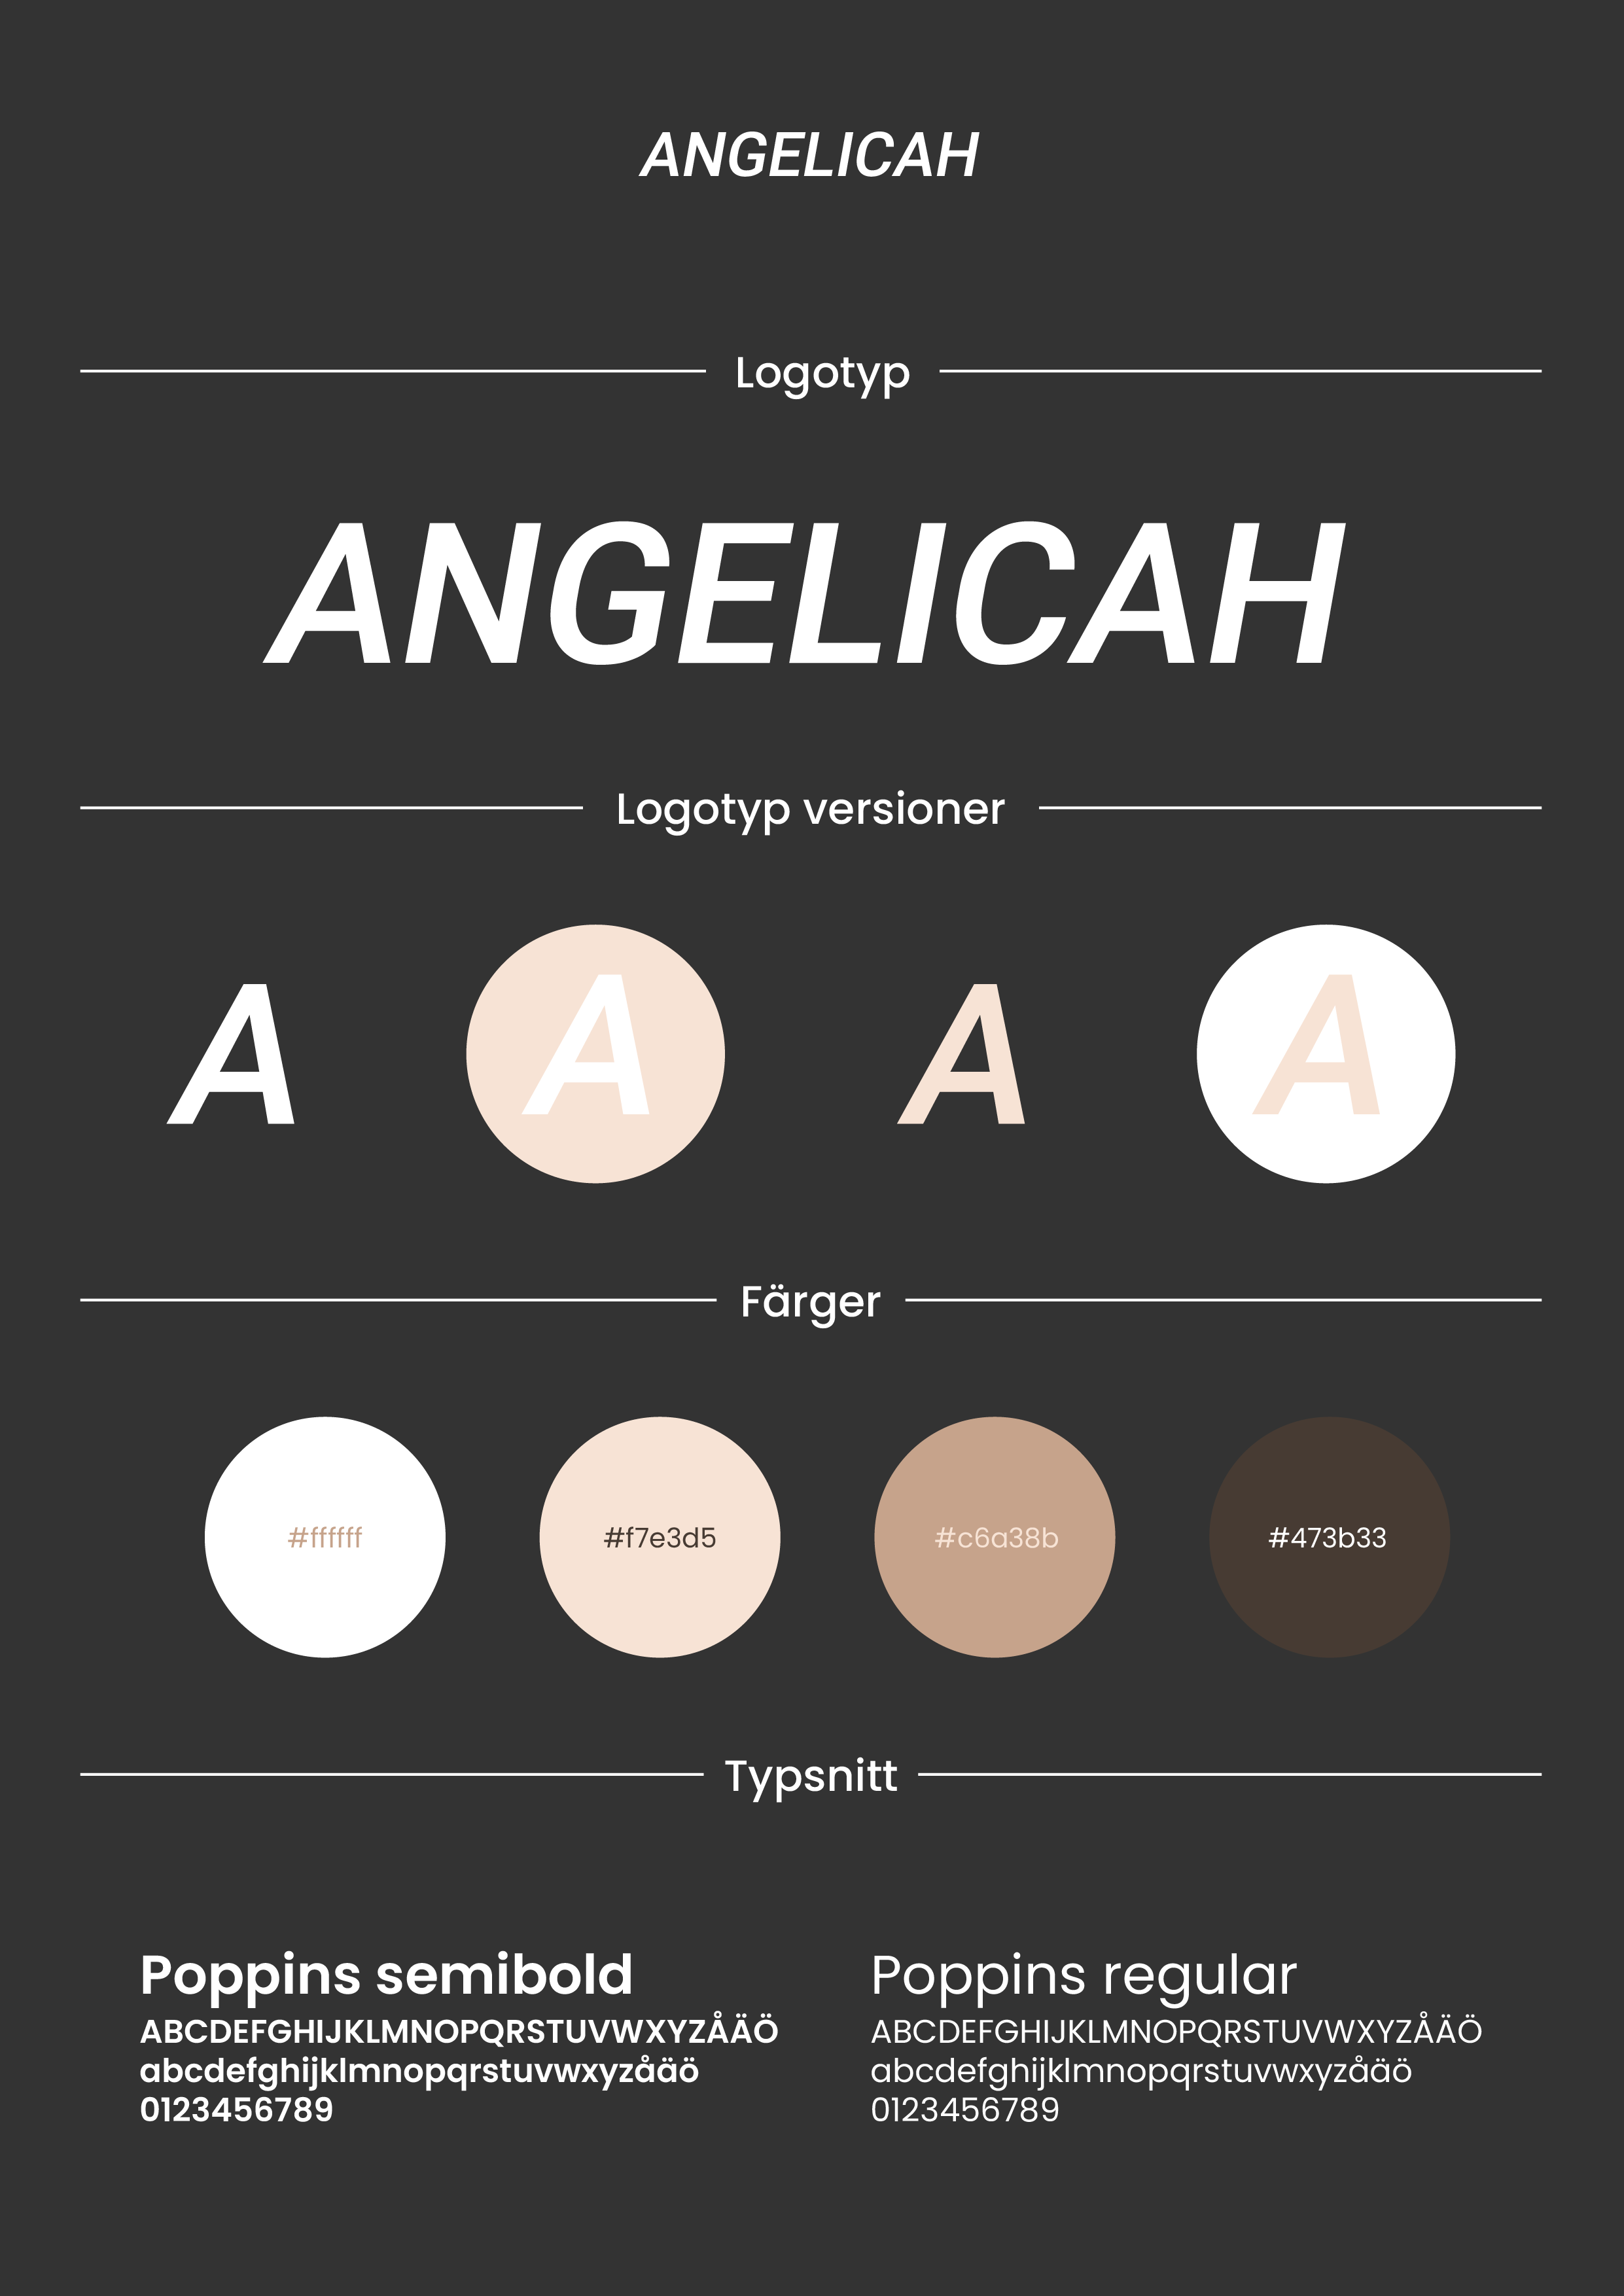 ANGELICAH
Logotyp
ANGELICAH
Logotyp versioner
A A A A
Färger
#ffffff #f7e3d5 #c6a38b #473b33
Typsnitt
Poppins semibold
ABCDEFGHIJKLMNOPQRSTUVWXYZÅÄÖ
abcdefghijklmnopqrstuvwxyzåäö
0123456789
Poppins regular
ABCDEFGHIJKLMNOPQRSTUVWXYZÅÄÖ
abcdefghijklmnopqrstuvwxyzåäö
0123456789